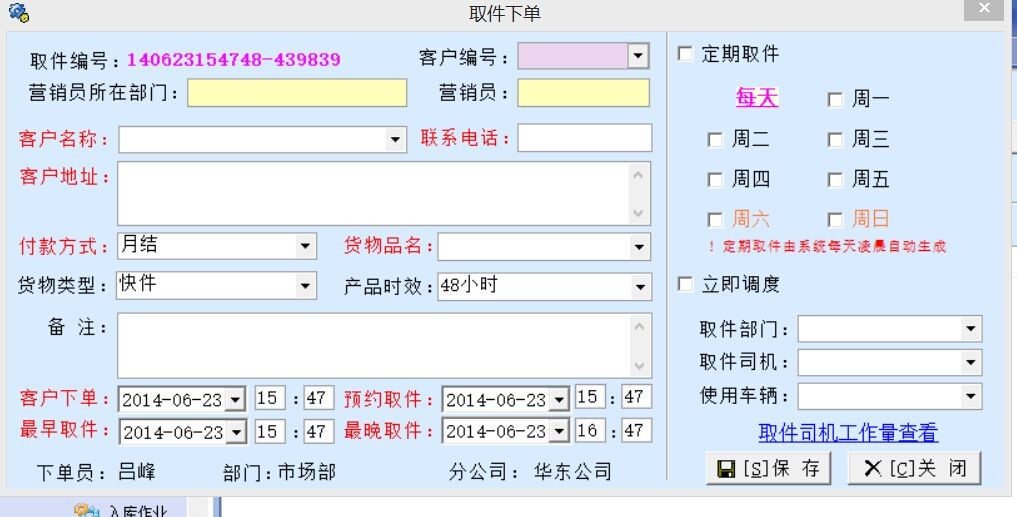 取件下单
取件编号：140623154748-439839 客户编号：
营销员所在部门： 营销员：
客户名称： 联系电话：
客户地址：
付款方式：月结 货物品名：
货物类型：快件 产品时效：48小时
备 注：
客户下单：2014-06-23 15：47 预约取件：2014-06-23 15：47
最早取件：2014-06-23 15：47 最晚取件：2014-06-23 16：47
下单员：吕峰 部门：市场部 分公司：华东公司
定期取件
每天 周一
周二 周三
周四 周五
周六 周日
！定期取件由系统每天凌晨自动生成
立即调度
取件部门：
取件司机：
使用车辆：
取件司机工作量查看
[S]保 存 [C]关 闭
入库作业